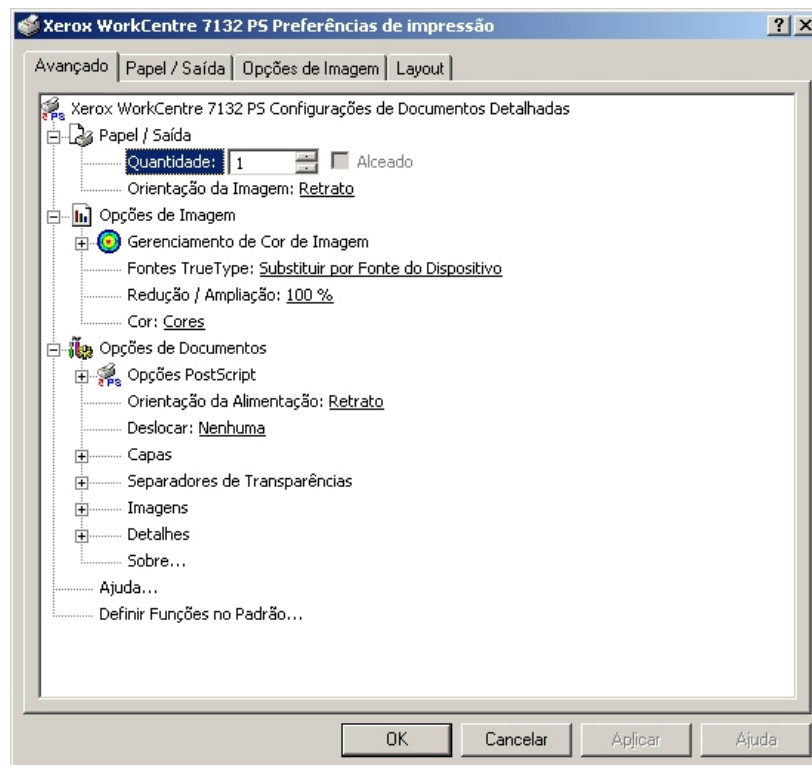 Xerox WorkCentre 7132 PS Preferências de impressão
Avançado Papel / Saída Opções de Imagem Layout
Xerox WorkCentre 7132 PS Configurações de Documentos Detalhadas
Papel / Saída
Quantidade: 1 Alceado
Orientação da Imagem: Retrato
Opções de Imagem
Gerenciamento de Cor de Imagem
Fontes TrueType: Substituir por Fonte do Dispositivo
Redução / Ampliação: 100 %
Cor: Cores
Opções de Documentos
Opções PostScript
Orientação da Alimentação: Retrato
Deslocar: Nenhuma
Capas
Separadores de Transparências
Imagens
Detalhes
Sobre...
Ajuda...
Definir Funções no Padrão...
OK Cancelar Aplicar Ajuda